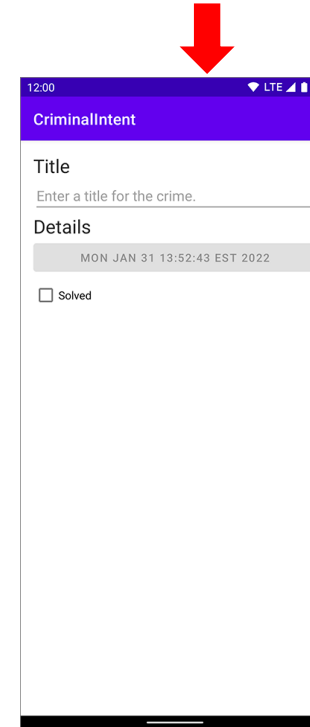 12:00 LTE
CriminalIntent
Title
Enter a title for the crime.
Details
MON JAN 31 13:52:43 EST 2022
Solved